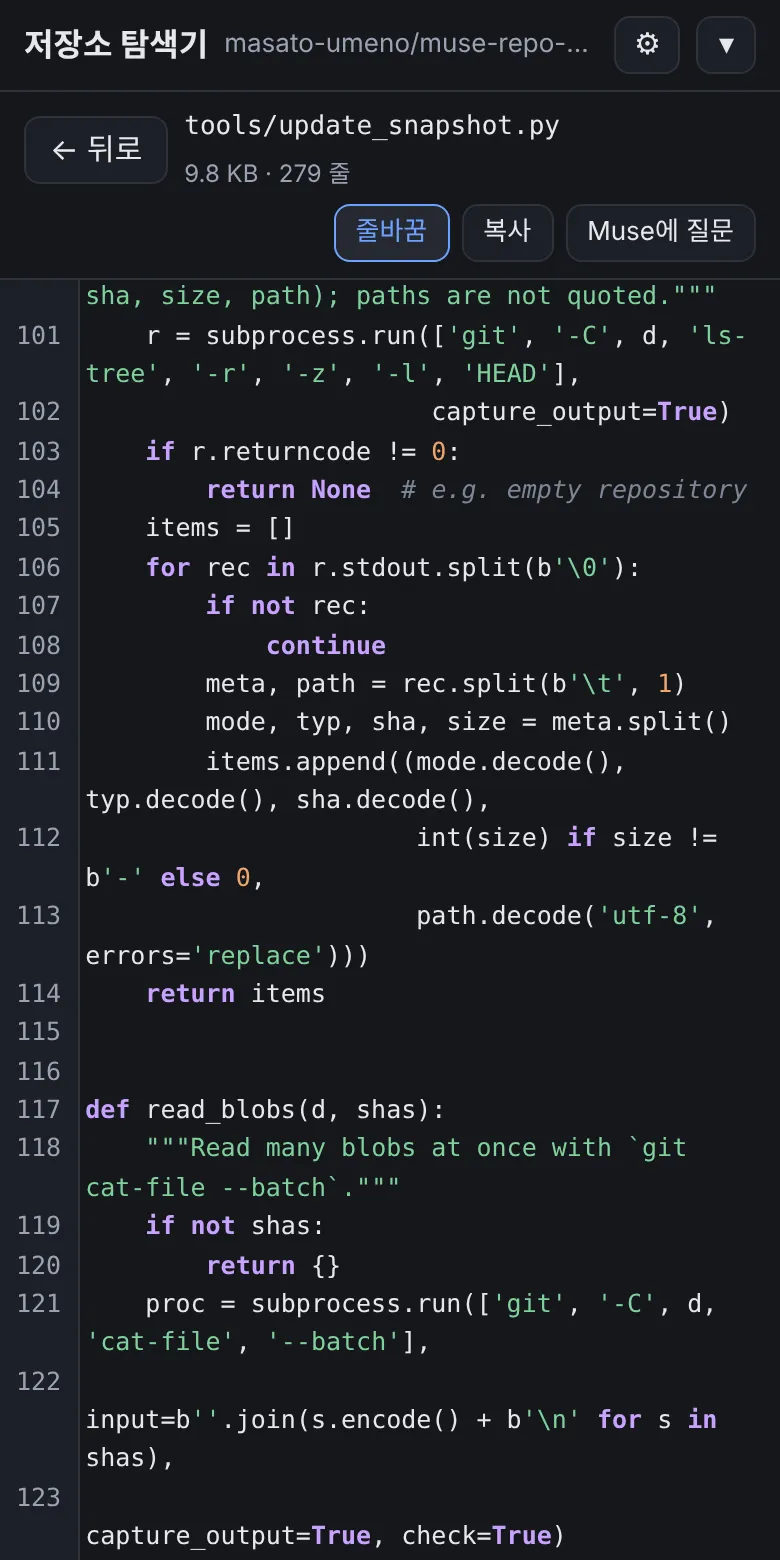 저장소 탐색기 masato-umeno/muse-repo-... ⚙ ▼
← 뒤로
tools/update_snapshot.py
9.8 KB · 279 줄
줄바꿈 복사 Muse에 질문
sha, size, path); paths are not quoted."""
101     r = subprocess.run(['git', '-C', d, 'ls-
tree', '-r', '-z', '-l', 'HEAD'],
102                        capture_output=True)
103     if r.returncode != 0:
104         return None  # e.g. empty repository
105     items = []
106     for rec in r.stdout.split(b'\0'):
107         if not rec:
108             continue
109         meta, path = rec.split(b'\t', 1)
110         mode, typ, sha, size = meta.split()
111         items.append((mode.decode(),
typ.decode(), sha.decode(),
112                       int(size) if size !=
b'-' else 0,
113                       path.decode('utf-8',
errors='replace')))
114     return items
115
116
117 def read_blobs(d, shas):
118     """Read many blobs at once with `git
cat-file --batch`."""
119     if not shas:
120         return {}
121     proc = subprocess.run(['git', '-C', d,
'cat-file', '--batch'],
122
input=b''.join(s.encode() + b'\n' for s in
shas),
123
capture_output=True, check=True)